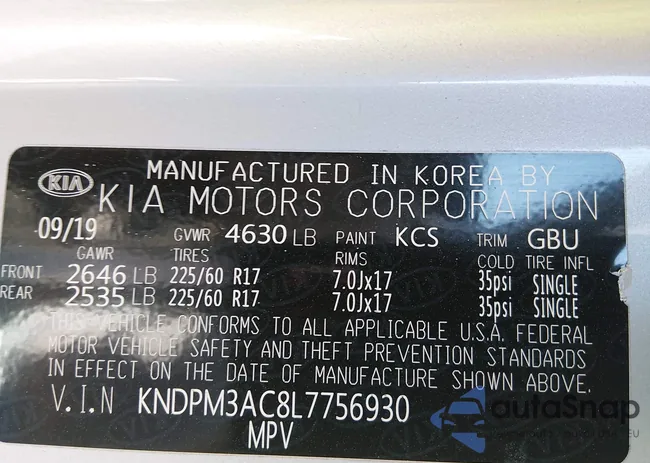 MANUFACTURED IN KOREA BY
KIA KIA MOTORS CORPORATION
09/19 GVWR 4630 LB PAINT KCS TRIM GBU
GAWR TIRES RIMS COLD TIRE INFL
FRONT 2646 LB 225/60 R17 7.0Jx17 35psi SINGLE
REAR 2535 LB 225/60 R17 7.0Jx17 35psi SINGLE
THIS VEHICLE CONFORMS TO ALL APPLICABLE U.S.A. FEDERAL
MOTOR VEHICLE SAFETY AND THEFT PREVENTION STANDARDS
IN EFFECT ON THE DATE OF MANUFACTURE SHOWN ABOVE.
V.I.N KNDPM3AC8L7756930
MPV
autoSnap